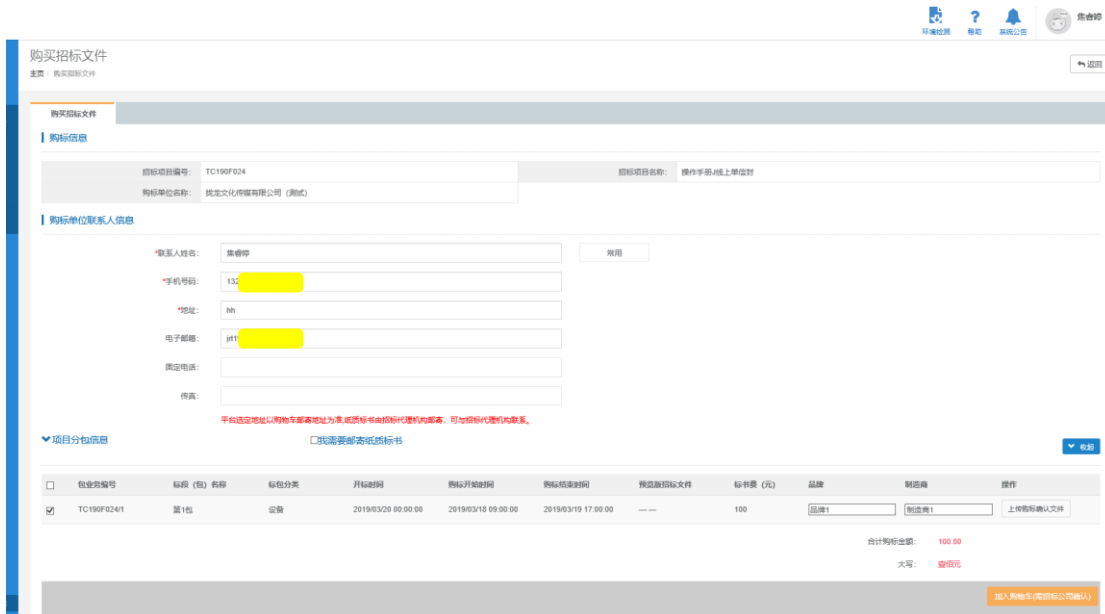 环境检测 帮助 系统公告 焦睿婷
购买招标文件
主页 / 购买招标文件
返回
购买招标文件
购标信息
招标项目编号： TC190F024 招标项目名称： 操作手册J线上单信封
购标单位名称： 优龙文化传媒有限公司（测试）
购标单位联系人信息
*联系人姓名： 焦睿婷 常用
*手机号码： 132
*地址： hh
电子邮箱： jrt1
固定电话：
传真：
平台选定地址以购物车邮寄地址为准,纸质标书由招标代理机构邮寄，可与招标代理机构联系。
项目分包信息 我需要邮寄纸质标书 收起
包业务编号 标段（包）名称 标包分类 开标时间 购标开始时间 购标结束时间 预览版招标文件 标书费（元） 品牌 制造商 操作
TC190F024/1 第1包 设备 2019/03/20 00:00:00 2019/03/18 09:00:00 2019/03/19 17:00:00 — — 100 品牌1 制造商1 上传购标确认文件
合计购标金额： 100.00
大写： 壹佰元
加入购物车(需招标公司确认)